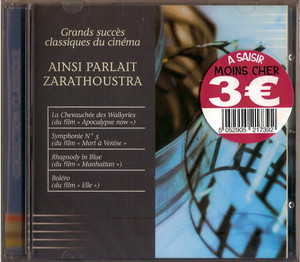 Grands succès
classiques du cinéma
AINSI PARLAIT
ZARATHOUSTRA
La Chevauchée des Walkyries
(du film « Apocalypse now »)
Symphonie N° 5
(du film « Mort à Venise »
Rhapsody in Blue
(du film « Manhattan »)
Boléro
(du film « Elle »)
A SAISIR
MOINS CHER
3€